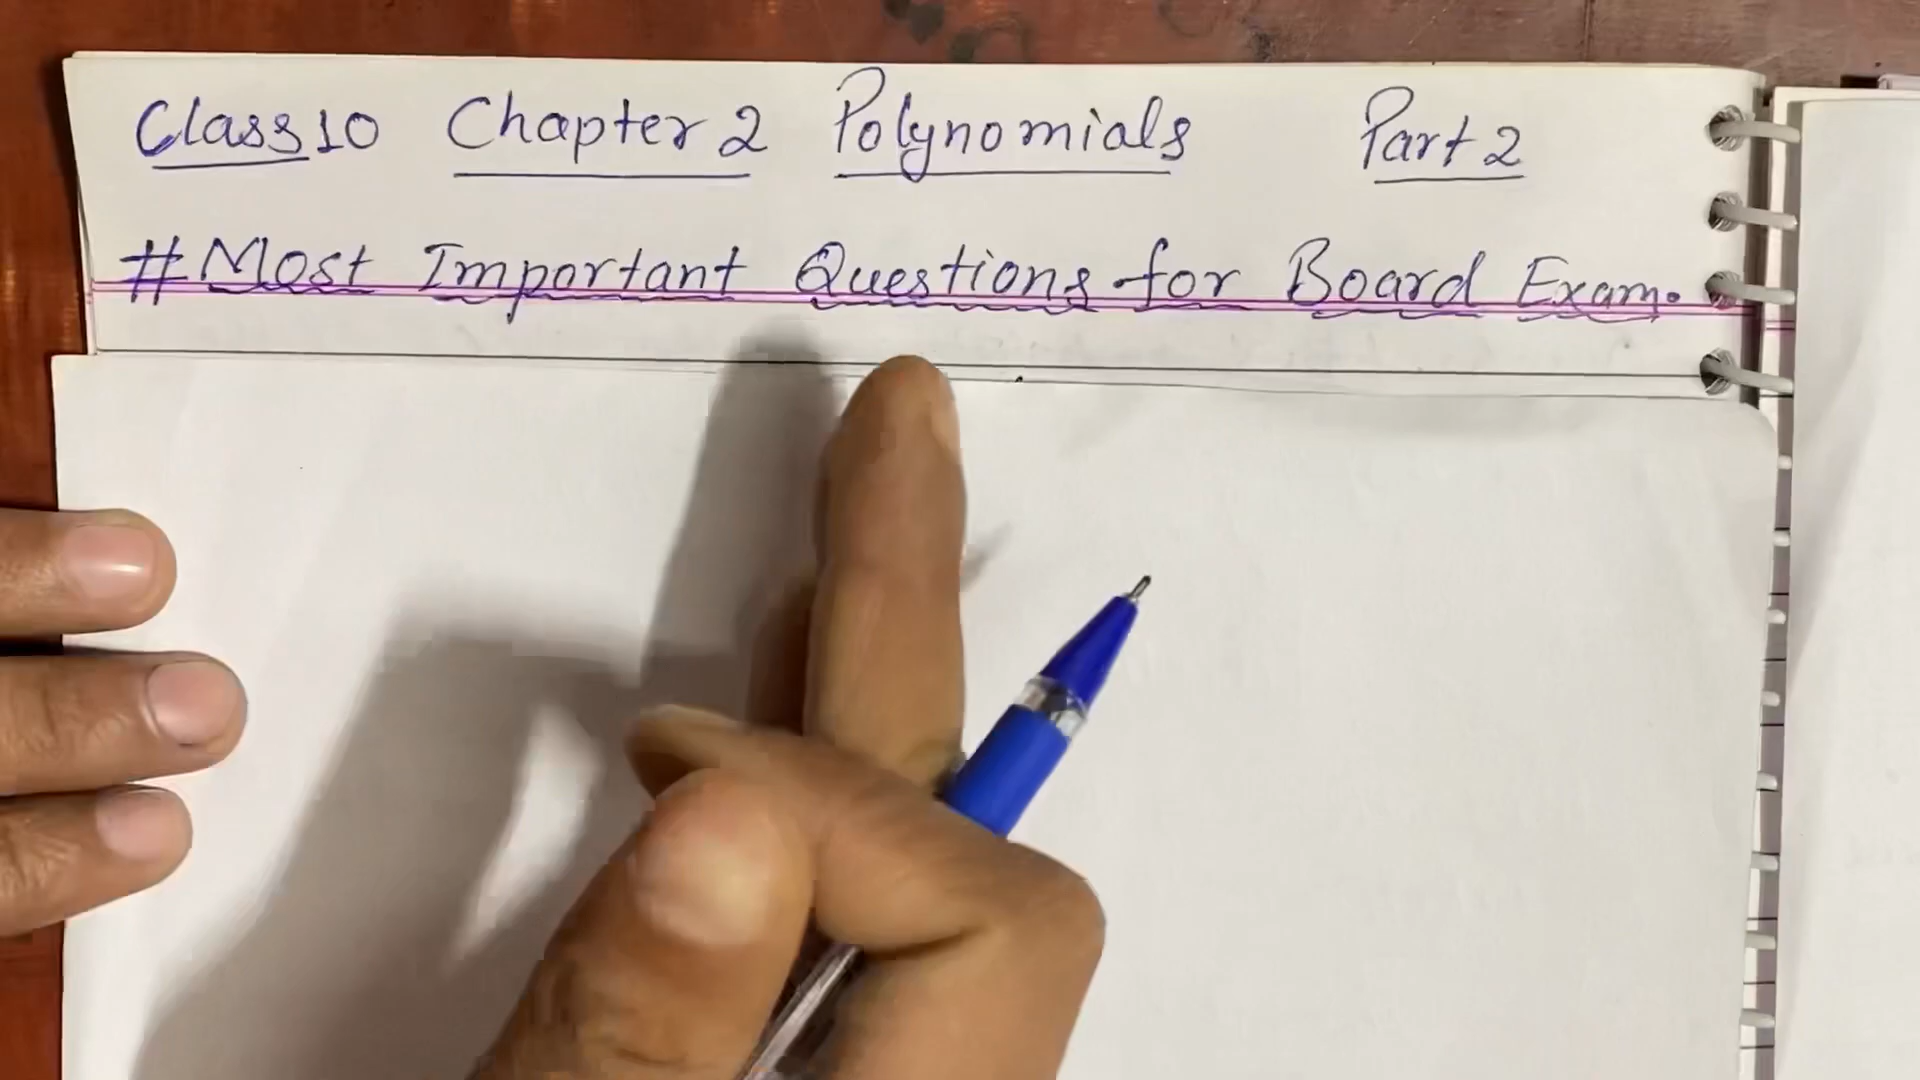 Class 10 Chapter 2 Polynomials Part 2
#Most Important Questions for Board Exam.